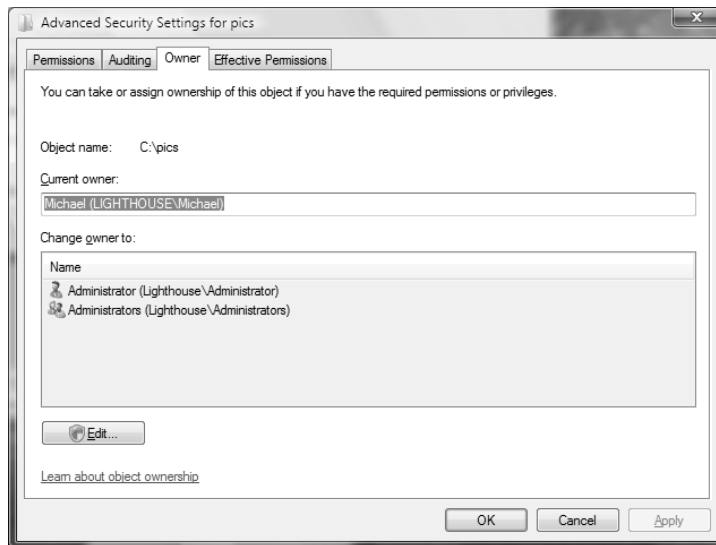 Advanced Security Settings for pics
Permissions Auditing Owner Effective Permissions
You can take or assign ownership of this object if you have the required permissions or privileges.
Object name: C:\pics
Current owner:
Michael (LIGHTHOUSE\Michael)
Change owner to:
Name
Administrator (Lighthouse\Administrator)
Administrators (Lighthouse\Administrators)
Edit...
Learn about object ownership
OK Cancel Apply